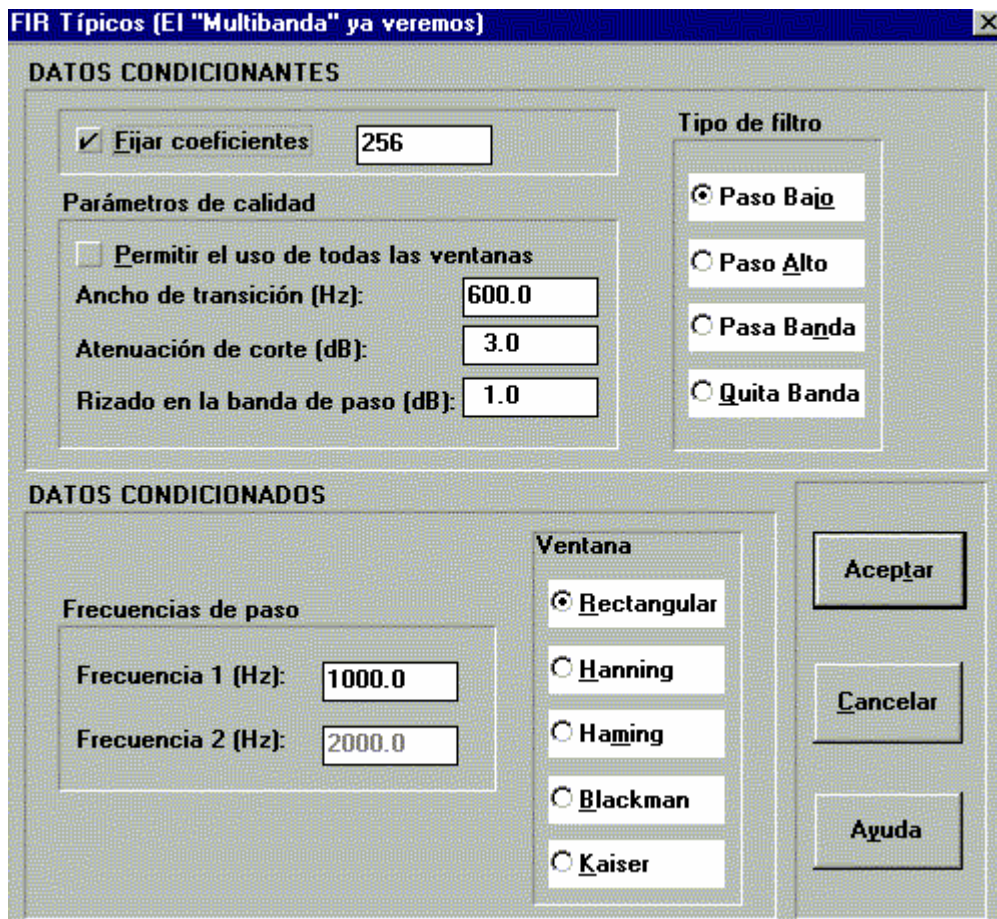 FIR Típicos (El "Multibanda" ya veremos)
DATOS CONDICIONANTES
Fijar coeficientes 256
Parámetros de calidad
Permitir el uso de todas las ventanas
Ancho de transición (Hz): 600.0
Atenuación de corte (dB): 3.0
Rizado en la banda de paso (dB): 1.0
Tipo de filtro
Paso Bajo
Paso Alto
Pasa Banda
Quita Banda
DATOS CONDICIONADOS
Frecuencias de paso
Frecuencia 1 (Hz): 1000.0
Frecuencia 2 (Hz): 2000.0
Ventana
Rectangular
Hanning
Haming
Blackman
Kaiser
Aceptar
Cancelar
Ayuda